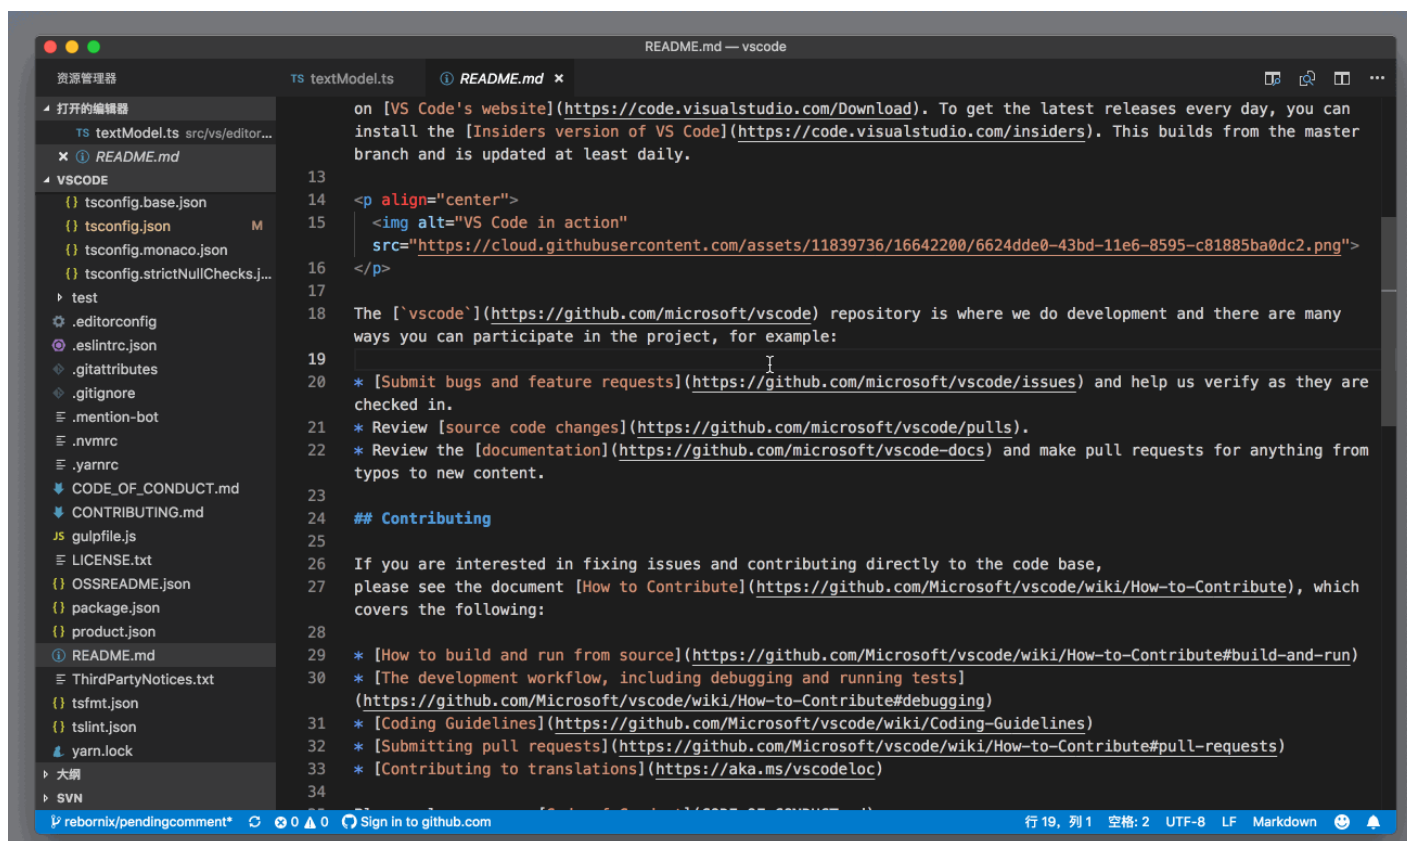 README.md — vscode
资源管理器
TS textModel.ts
README.md ×
打开的编辑器
TS textModel.ts src/vs/editor...
× README.md
VSCODE
{} tsconfig.base.json
{} tsconfig.json M
{} tsconfig.monaco.json
{} tsconfig.strictNullChecks.j...
test
.editorconfig
.eslintrc.json
.gitattributes
.gitignore
.mention-bot
.nvmrc
.yarnrc
CODE_OF_CONDUCT.md
CONTRIBUTING.md
JS gulpfile.js
LICENSE.txt
{} OSSREADME.json
{} package.json
{} product.json
README.md
ThirdPartyNotices.txt
{} tsfmt.json
{} tslint.json
yarn.lock
大纲
SVN
on [VS Code's website](https://code.visualstudio.com/Download). To get the latest releases every day, you can
install the [Insiders version of VS Code](https://code.visualstudio.com/insiders). This builds from the master
branch and is updated at least daily.
13
14 <p align="center">
15 <img alt="VS Code in action"
src="https://cloud.githubusercontent.com/assets/11839736/16642200/6624dde0-43bd-11e6-8595-c81885ba0dc2.png">
16 </p>
17
18 The [`vscode`](https://github.com/microsoft/vscode) repository is where we do development and there are many
ways you can participate in the project, for example:
19
20 * [Submit bugs and feature requests](https://github.com/microsoft/vscode/issues) and help us verify as they are
checked in.
21 * Review [source code changes](https://github.com/microsoft/vscode/pulls).
22 * Review the [documentation](https://github.com/microsoft/vscode-docs) and make pull requests for anything from
typos to new content.
23
24 ## Contributing
25
26 If you are interested in fixing issues and contributing directly to the code base,
27 please see the document [How to Contribute](https://github.com/Microsoft/vscode/wiki/How-to-Contribute), which
covers the following:
28
29 * [How to build and run from source](https://github.com/Microsoft/vscode/wiki/How-to-Contribute#build-and-run)
30 * [The development workflow, including debugging and running tests]
(https://github.com/Microsoft/vscode/wiki/How-to-Contribute#debugging)
31 * [Coding Guidelines](https://github.com/Microsoft/vscode/wiki/Coding-Guidelines)
32 * [Submitting pull requests](https://github.com/Microsoft/vscode/wiki/How-to-Contribute#pull-requests)
33 * [Contributing to translations](https://aka.ms/vscodeloc)
34
rebornix/pendingcomment* 0 0 Sign in to github.com
行 19，列 1 空格: 2 UTF-8 LF Markdown